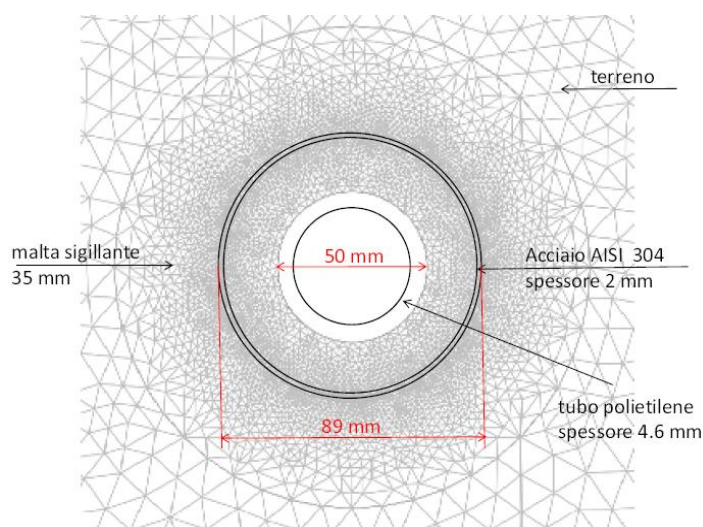 terreno
malta sigillante
35 mm
50 mm
Acciaio AISI 304
spessore 2 mm
tubo polietilene
spessore 4.6 mm
89 mm